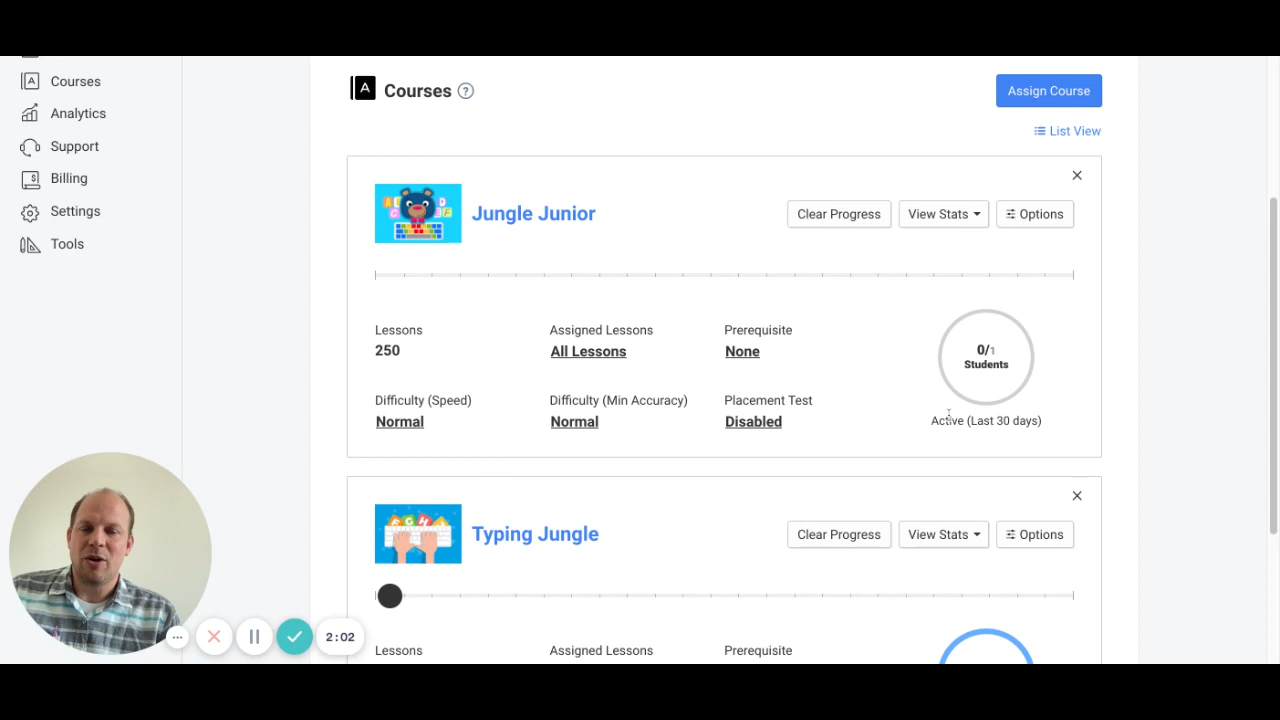 Courses
Analytics
Support
Billing
Settings
Tools
A Courses ?
Assign Course
List View
Jungle Junior
Clear Progress
View Stats
Options
Lessons
250
Assigned Lessons
All Lessons
Prerequisite
None
0/1
Students
Active (Last 30 days)
Difficulty (Speed)
Normal
Difficulty (Min Accuracy)
Normal
Placement Test
Disabled
Typing Jungle
Clear Progress
View Stats
Options
Lessons
Assigned Lessons
Prerequisite
2:02